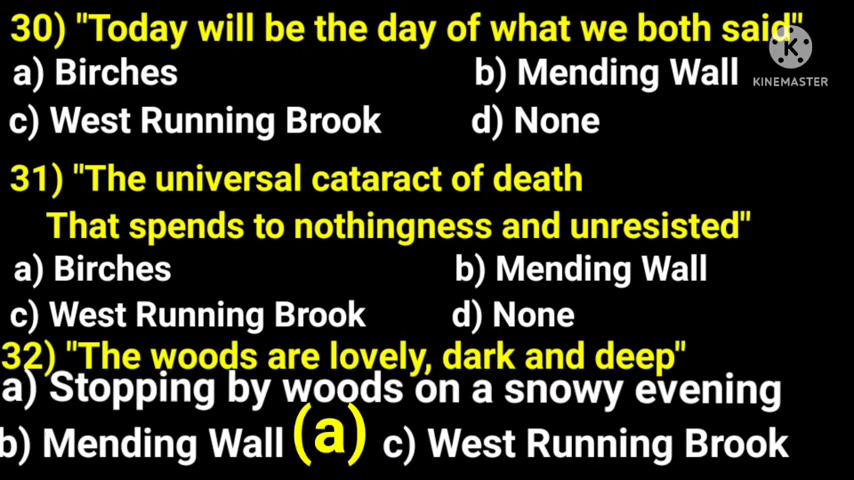 30) "Today will be the day of what we both said"
a) Birches b) Mending Wall
KINEMASTER
c) West Running Brook d) None
31) "The universal cataract of death
That spends to nothingness and unresisted"
a) Birches b) Mending Wall
c) West Running Brook d) None
32) "The woods are lovely, dark and deep"
a) Stopping by woods on a snowy evening
b) Mending Wall (a) c) West Running Brook